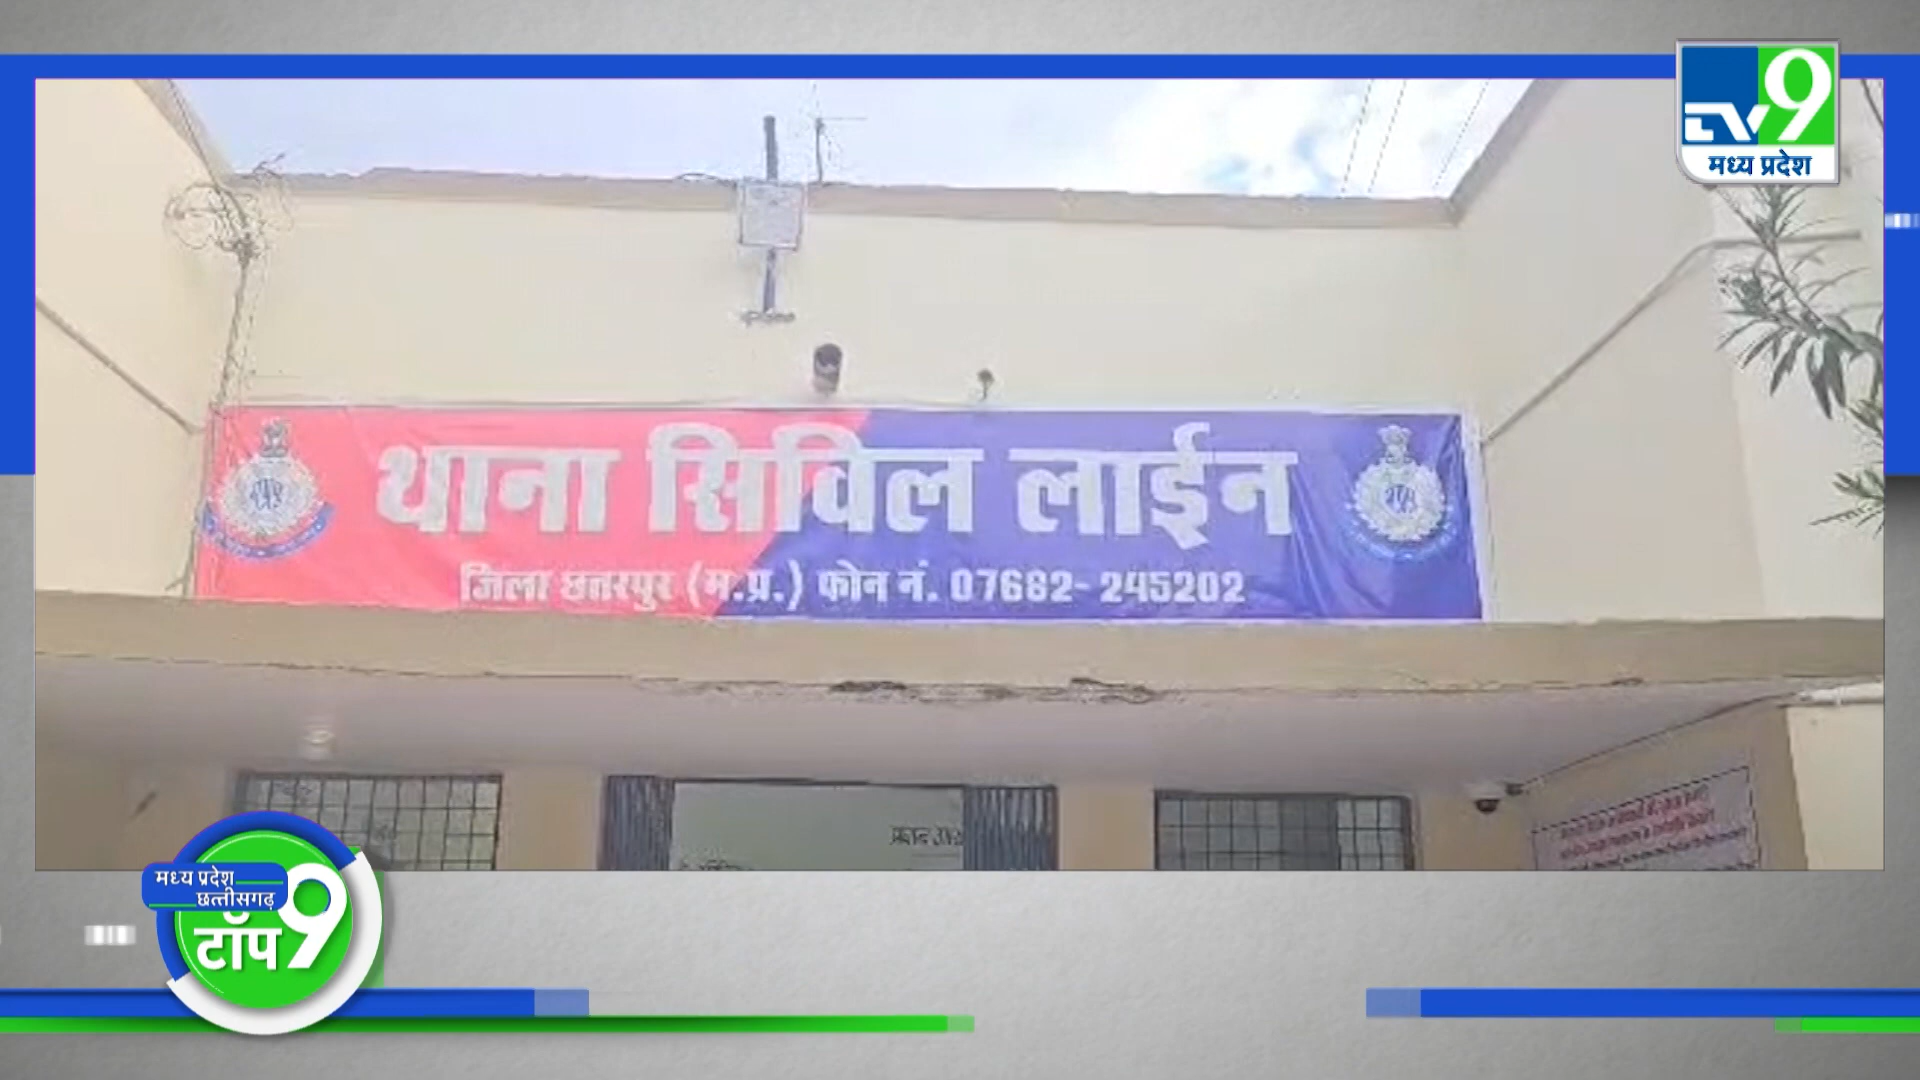 TV9
मध्य प्रदेश
थाना सिविल लाईन
जिला छतरपुर (म.प्र.) फोन नं. 07682- 245202
मध्य प्रदेश
छत्तीसगढ़
टॉप 9